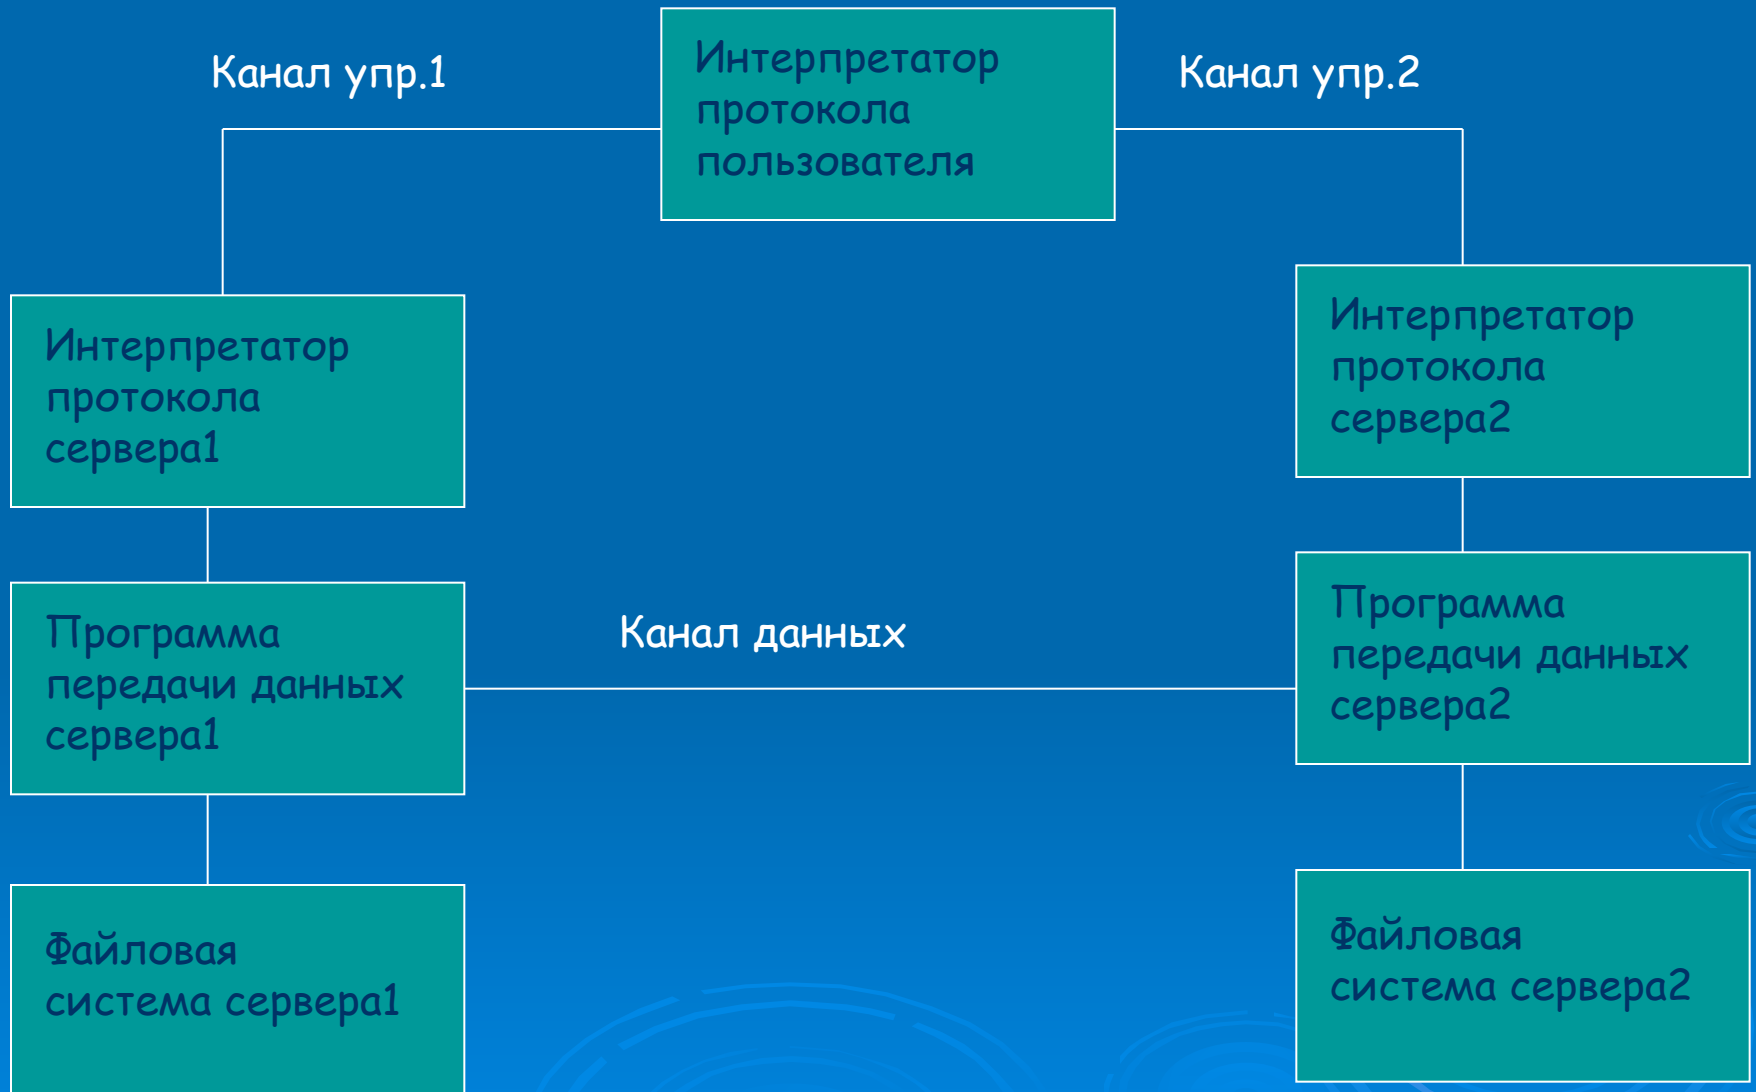 Канал упр.1
Интерпретатор
протокола
пользователя
Канал упр.2
Интерпретатор
протокола
сервера1
Интерпретатор
протокола
сервера2
Программа
передачи данных
сервера1
Канал данных
Программа
передачи данных
сервера2
Файловая
система сервера1
Файловая
система сервера2